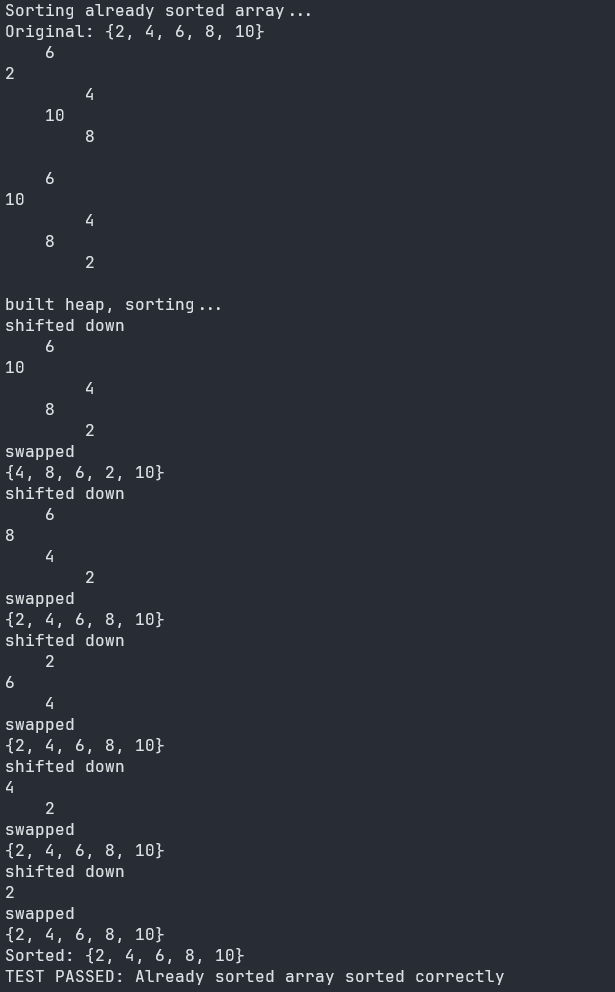 Sorting already sorted array...
Original: {2, 4, 6, 8, 10}
    6
2
        4
    10
        8

    6
10
        4
    8
        2

built heap, sorting...
shifted down
    6
10
        4
    8
        2
swapped
{4, 8, 6, 2, 10}
shifted down
    6
8
    4
        2
swapped
{2, 4, 6, 8, 10}
shifted down
    2
6
    4
swapped
{2, 4, 6, 8, 10}
shifted down
4
    2
swapped
{2, 4, 6, 8, 10}
shifted down
2
swapped
{2, 4, 6, 8, 10}
Sorted: {2, 4, 6, 8, 10}
TEST PASSED: Already sorted array sorted correctly